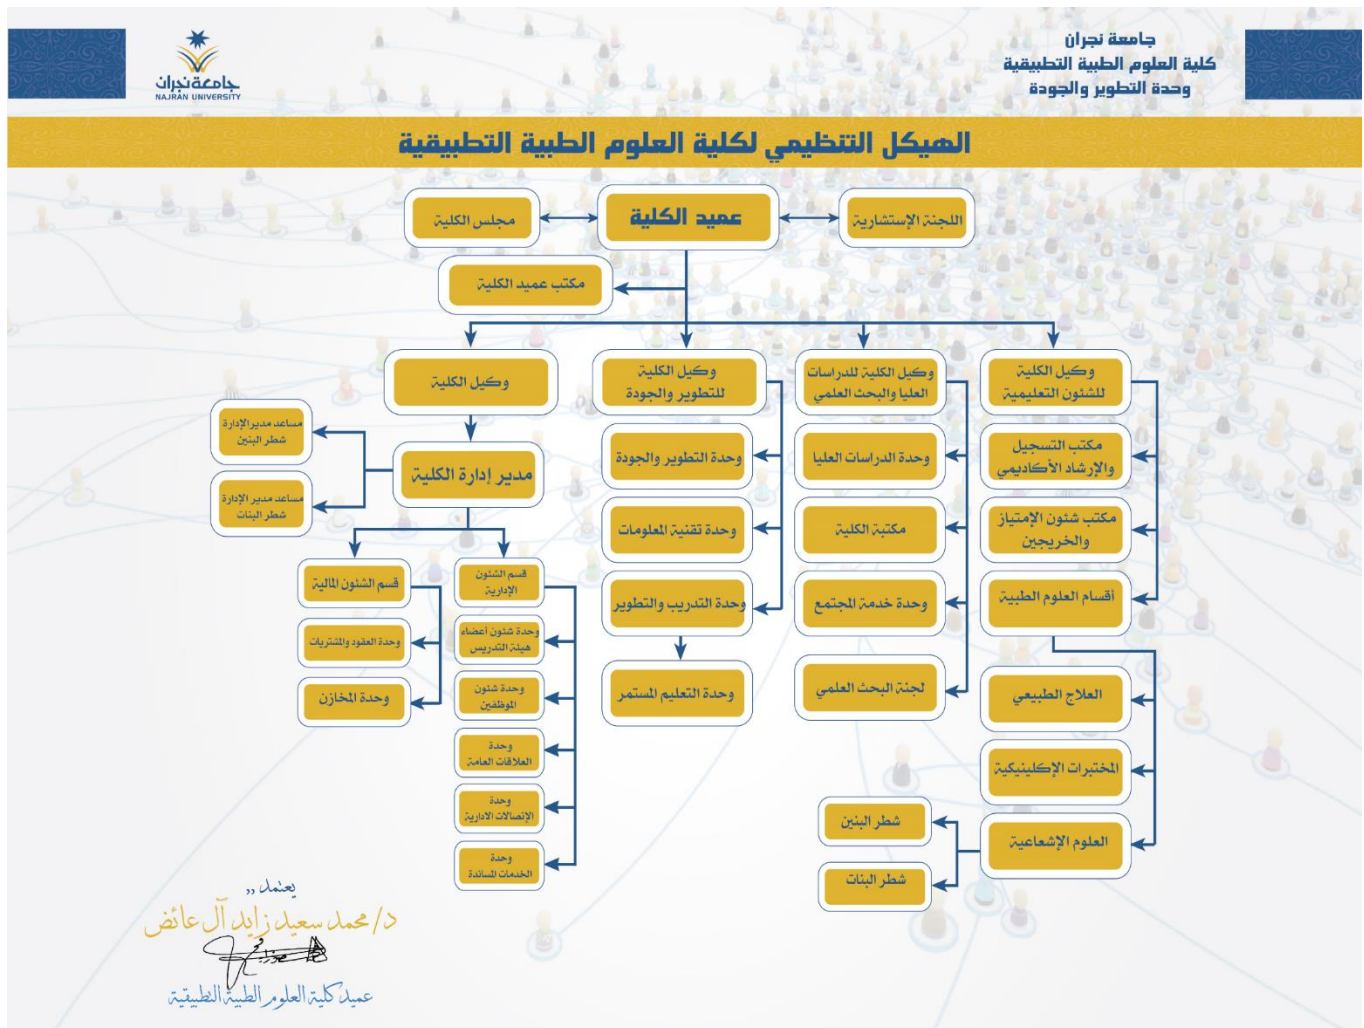 جامعة نجران
كلية العلوم الطبية التطبيقية
وحدة التطوير والجودة
جامعة نجران
NAJRAN UNIVERSITY
الهيكل التنظيمي لكلية العلوم الطبية التطبيقية
اللجنة الإستشارية
عميد الكلية
مجلس الكلية
مكتب عميد الكلية
وكيل الكلية
للشئون التعليمية
مكتب التسجيل
والإرشاد الأكاديمي
مكتب شئون الإمتياز
والخريجين
أقسام العلوم الطبية
العلاج الطبيعي
المختبرات الإكلينيكية
العلوم الإشعاعية
شطر البنين
شطر البنات
وكيل الكلية للدراسات
العليا والبحث العلمي
وحدة الدراسات العليا
مكتبة الكلية
وحدة خدمة المجتمع
لجنة البحث العلمي
وكيل الكلية
للتطوير والجودة
وحدة التطوير والجودة
وحدة تقنية المعلومات
وحدة التدريب والتطوير
وحدة التعليم المستمر
وكيل الكلية
مدير إدارة الكلية
مساعد مدير الإدارة
شطر البنين
مساعد مدير الإدارة
شطر البنات
قسم الشئون
الإدارية
وحدة شئون أعضاء
هيئة التدريس
وحدة شئون
الموظفين
وحدة
العلاقات العامة
وحدة
الإتصالات الادارية
وحدة
الخدمات المساندة
قسم الشئون المالية
وحدة العقود والمشتريات
وحدة المخازن
يعتمد ,,
د/ محمد سعيد زايد آل عائض
عميد كلية العلوم الطبية التطبيقية